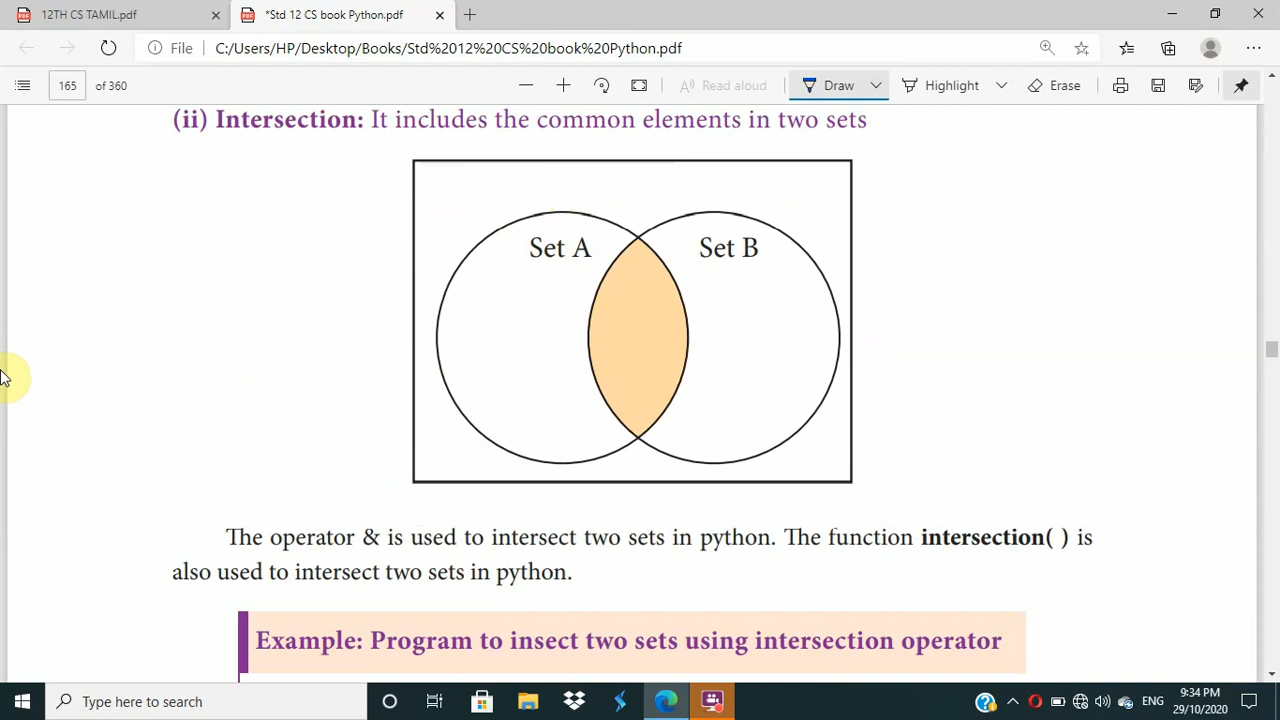 12TH CS TAMIL.pdf
*Std 12 CS book Python.pdf
File C:/Users/HP/Desktop/Books/Std%2012%20CS%20book%20Python.pdf
165 of 360 Read aloud Draw Highlight Erase
(ii) Intersection: It includes the common elements in two sets
Set A Set B
The operator & is used to intersect two sets in python. The function intersection( ) is
also used to intersect two sets in python.
Example: Program to insect two sets using intersection operator
Type here to search
ENG
9:34 PM
29/10/2020